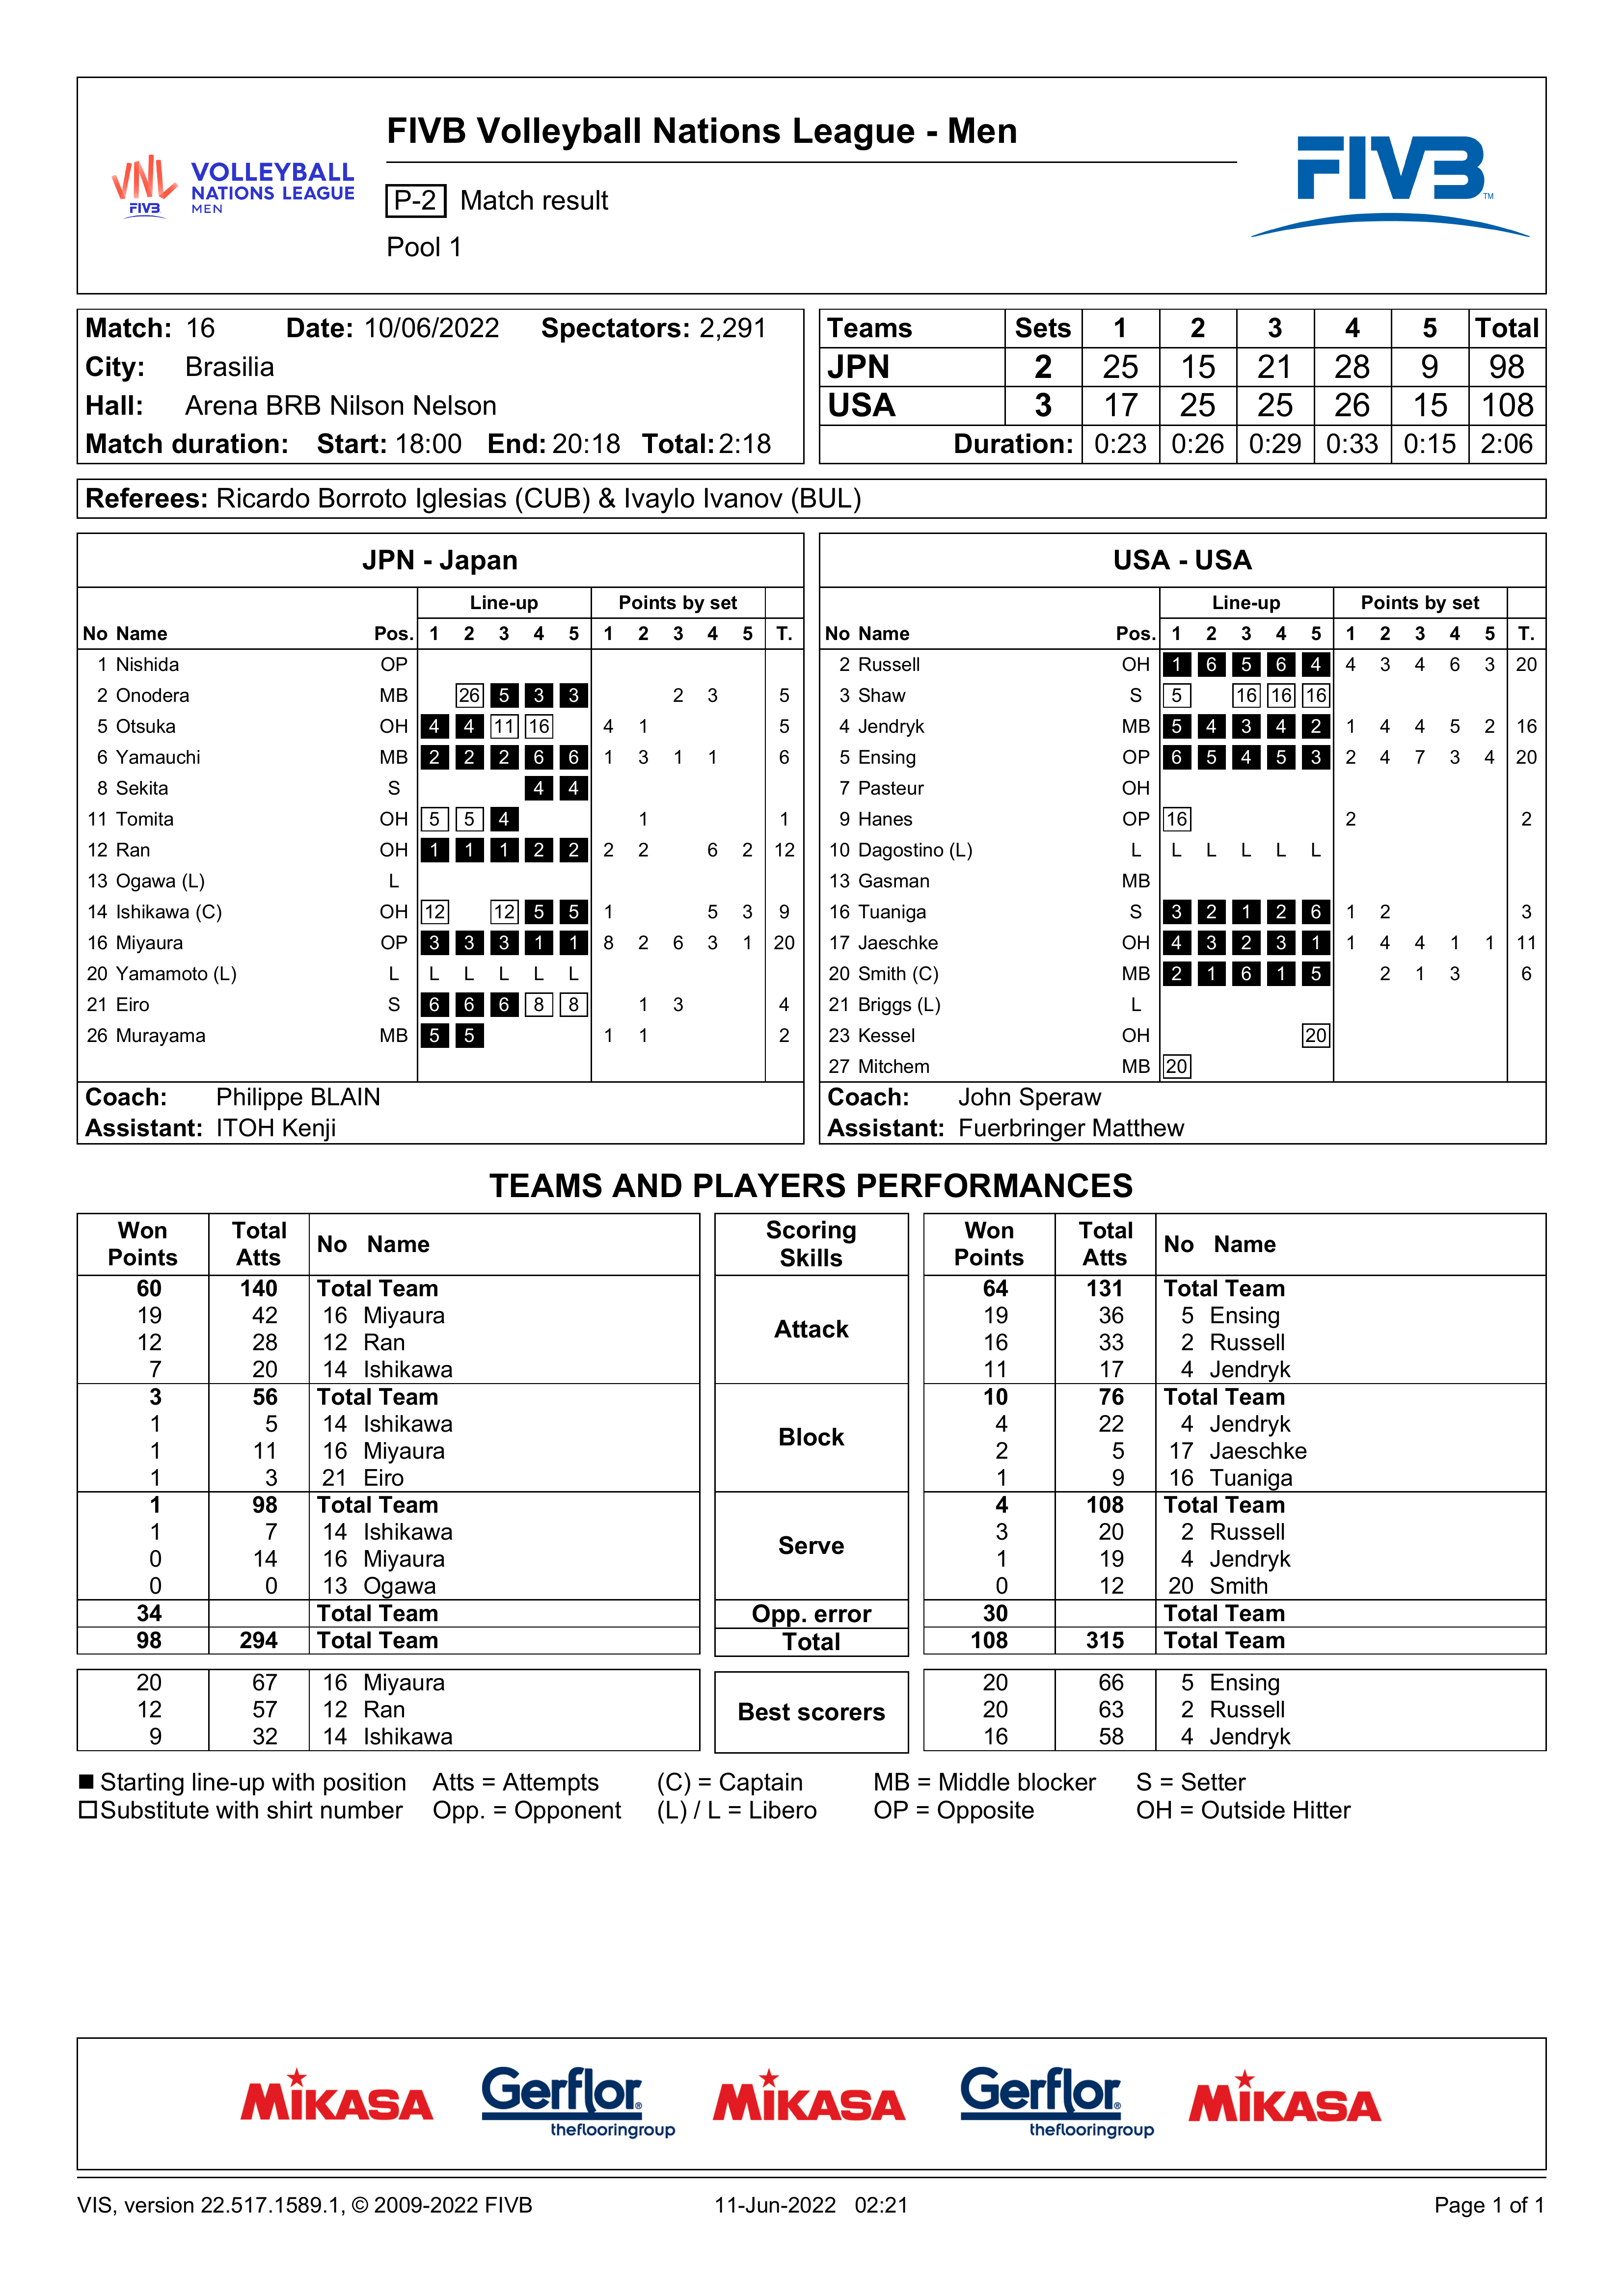 VNL
FIVB
VOLLEYBALL
NATIONS LEAGUE
MEN
FIVB Volleyball Nations League - Men
P-2 Match result
Pool 1
FIVB TM
Match: 16 Date: 10/06/2022 Spectators: 2,291
City: Brasilia
Hall: Arena BRB Nilson Nelson
Match duration: Start: 18:00 End: 20:18 Total: 2:18
Teams Sets 1 2 3 4 5 Total
JPN 2 25 15 21 28 9 98
USA 3 17 25 25 26 15 108
Duration: 0:23 0:26 0:29 0:33 0:15 2:06
Referees: Ricardo Borroto Iglesias (CUB) & Ivaylo Ivanov (BUL)
JPN - Japan
Line-up Points by set
No Name Pos. 1 2 3 4 5 1 2 3 4 5 T.
1 Nishida OP
2 Onodera MB 26 5 3 3 2 3 5
5 Otsuka OH 4 4 11 16 4 1 5
6 Yamauchi MB 2 2 2 6 6 1 3 1 1 6
8 Sekita S 4 4
11 Tomita OH 5 5 4 1 1
12 Ran OH 1 1 1 2 2 2 2 6 2 12
13 Ogawa (L) L
14 Ishikawa (C) OH 12 12 5 5 1 5 3 9
16 Miyaura OP 3 3 3 1 1 8 2 6 3 1 20
20 Yamamoto (L) L L L L L L
21 Eiro S 6 6 6 8 8 1 3 4
26 Murayama MB 5 5 1 1 2
Coach: Philippe BLAIN
Assistant: ITOH Kenji
USA - USA
Line-up Points by set
No Name Pos. 1 2 3 4 5 1 2 3 4 5 T.
2 Russell OH 1 6 5 6 4 4 3 4 6 3 20
3 Shaw S 5 16 16 16
4 Jendryk MB 5 4 3 4 2 1 4 4 5 2 16
5 Ensing OP 6 5 4 5 3 2 4 7 3 4 20
7 Pasteur OH
9 Hanes OP 16 2 2
10 Dagostino (L) L L L L L L
13 Gasman MB
16 Tuaniga S 3 2 1 2 6 1 2 3
17 Jaeschke OH 4 3 2 3 1 1 4 4 1 1 11
20 Smith (C) MB 2 1 6 1 5 2 1 3 6
21 Briggs (L) L
23 Kessel OH 20
27 Mitchem MB 20
Coach: John Speraw
Assistant: Fuerbringer Matthew
TEAMS AND PLAYERS PERFORMANCES
Won Points Total Atts No Name Scoring Skills Won Points Total Atts No Name
60 140 Total Team Attack 64 131 Total Team
19 42 16 Miyaura 19 36 5 Ensing
12 28 12 Ran 16 33 2 Russell
7 20 14 Ishikawa 11 17 4 Jendryk
3 56 Total Team Block 10 76 Total Team
1 5 14 Ishikawa 4 22 4 Jendryk
1 11 16 Miyaura 2 5 17 Jaeschke
1 3 21 Eiro 1 9 16 Tuaniga
1 98 Total Team Serve 4 108 Total Team
1 7 14 Ishikawa 3 20 2 Russell
0 14 16 Miyaura 1 19 4 Jendryk
0 0 13 Ogawa 0 12 20 Smith
34 Total Team Opp. error 30 Total Team
98 294 Total Team Total 108 315 Total Team
20 67 16 Miyaura Best scorers 20 66 5 Ensing
12 57 12 Ran 20 63 2 Russell
9 32 14 Ishikawa 16 58 4 Jendryk
Starting line-up with position Atts = Attempts (C) = Captain MB = Middle blocker S = Setter
Substitute with shirt number Opp. = Opponent (L) / L = Libero OP = Opposite OH = Outside Hitter
MIKASA Gerflor® theflooringgroup MIKASA Gerflor® theflooringgroup MIKASA
VIS, version 22.517.1589.1, © 2009-2022 FIVB 11-Jun-2022 02:21 Page 1 of 1